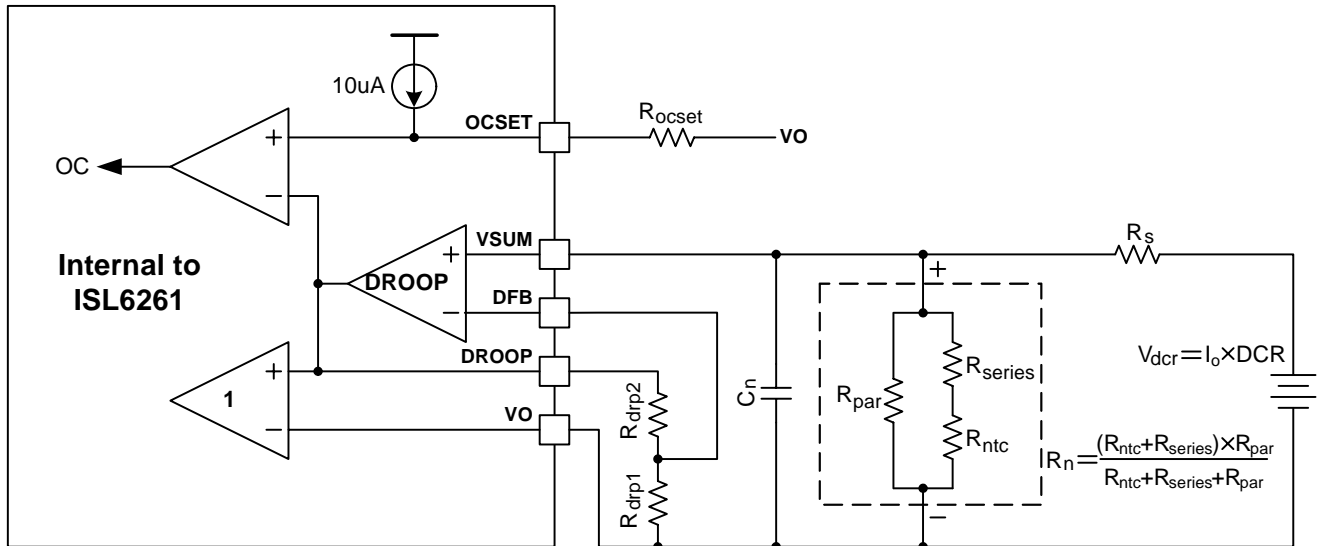 10uA
OCSET
R_ocset
VO
+
−
OC
Internal to
ISL6261
VSUM
+
DROOP
DFB
−
DROOP
+
1
VO
−
R_drp2
R_drp1
C_n
R_s
+
R_par
R_series
R_ntc
−
V_dcr=I_o×DCR
R_n=(R_ntc+R_series)×R_par
R_ntc+R_series+R_par